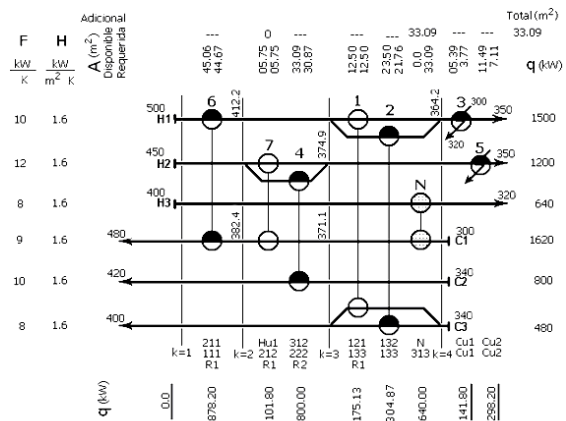 Adicional
Disponible
Requerida
A (m²)
--- 0 --- --- --- 33.09 --- ---
45.06 05.75 33.09 12.50 23.50 0.0 05.39 11.49
44.67 05.75 30.87 12.50 21.76 33.09 3.77 7.11
Total (m²)
33.09
F H q (kW)
kW kW
K m² K
10 1.6 500 H1 6 412.2 1 2 364.2 3 300 320 350 1500
12 1.6 450 H2 7 4 374.9 5 350 1200
8 1.6 400 H3 N 320 640
9 1.6 480 382.4 371.1 300 C1 1620
10 1.6 420 340 C2 800
8 1.6 400 340 C3 480
k=1 211 k=2 Hu1 312 k=3 121 132 N k=4 Cu1 Cu2
111 212 222 133 133 313 Cu1 Cu2
R1 R1 R2 R1
q (kW) 0.0 878.20 101.80 800.00 175.13 304.87 640.00 141.80 298.20